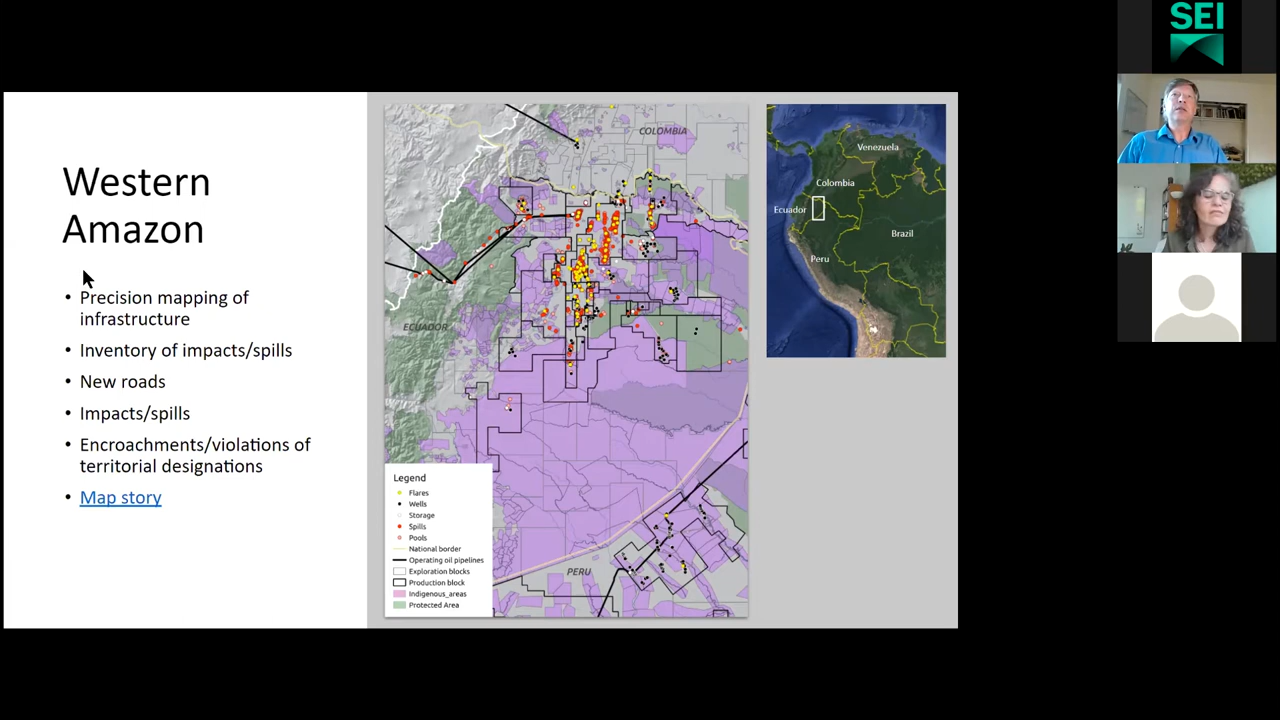 SEI
Western
Amazon
• Precision mapping of
infrastructure
• Inventory of impacts/spills
• New roads
• Impacts/spills
• Encroachments/violations of
territorial designations
• Map story
COLOMBIA
ECUADOR
PERU
Legend
Flares
Wells
Storage
Spills
Pools
National border
Operating oil pipelines
Exploration blocks
Production block
Indigenous_areas
Protected Area
Venezuela
Colombia
Ecuador
Brazil
Peru